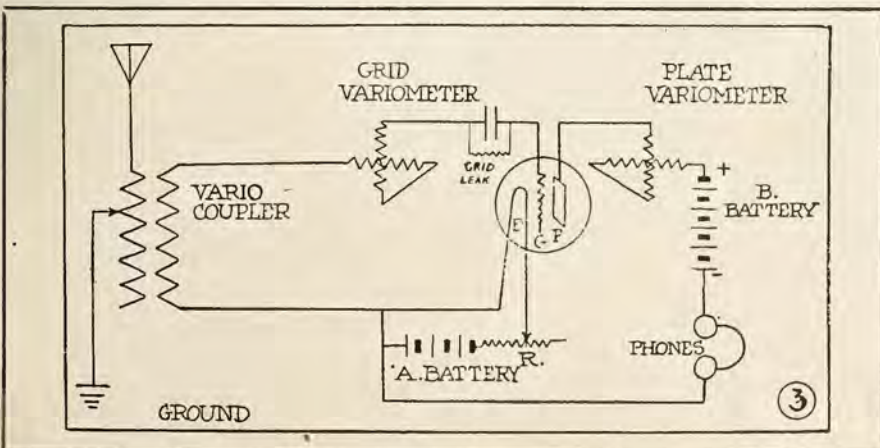 GRID
VARIOMETER
PLATE
VARIOMETER
GRID
LEAK
VARIO
COUPLER
+
B.
BATTERY
F
G
P
-
R.
A. BATTERY
PHONES
GROUND
3